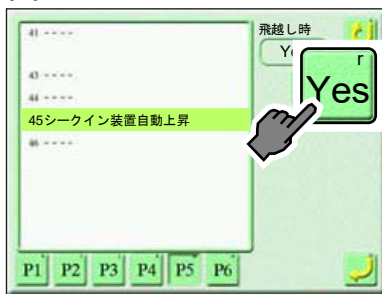 41 ----
飛越し時
Ye
43 ----
44 ----
r
Yes
45シークイン装置自動上昇
46 ----
P1 P2 P3 P4 P5 P6